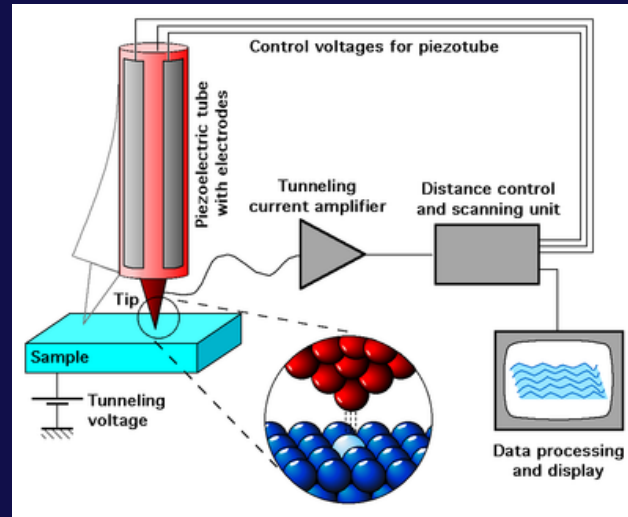 Control voltages for piezotube
Piezoelectric tube
with electrodes
Tunneling
current amplifier
Distance control
and scanning unit
Tip
Sample
Tunneling
voltage
Data processing
and display